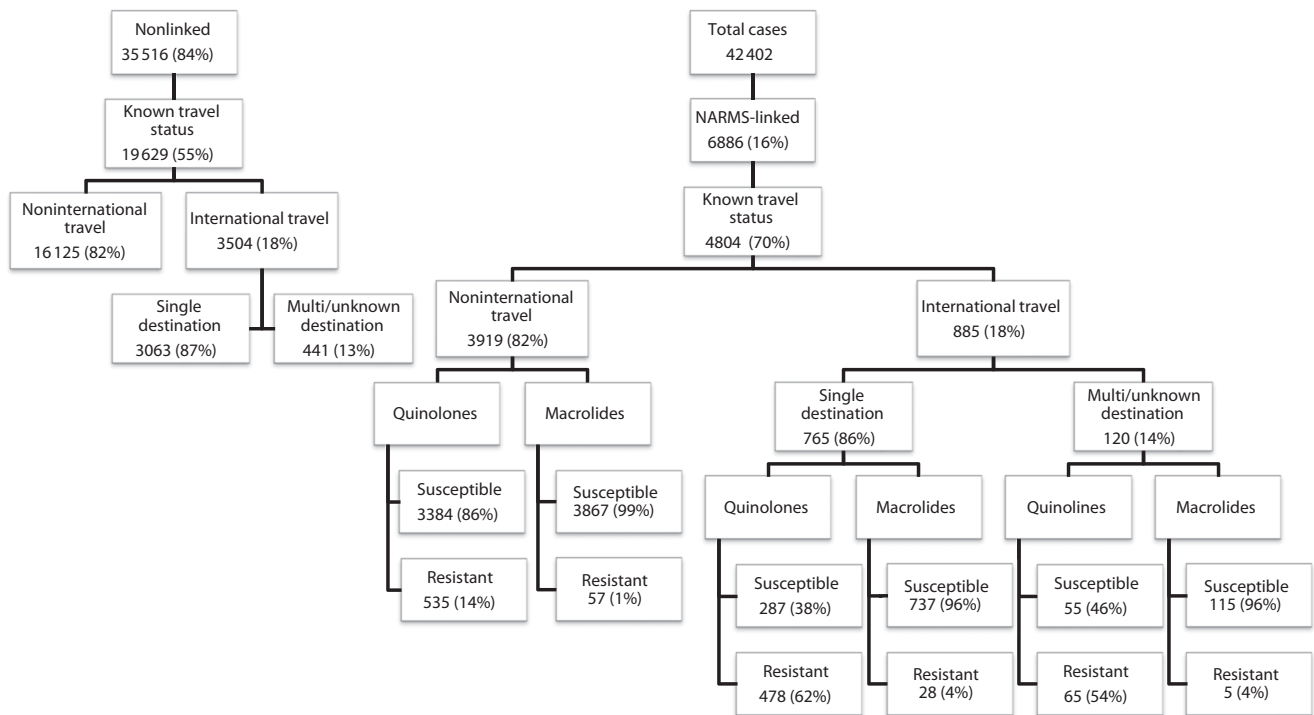 Nonlinked
35 516 (84%)
Known travel
status
19 629 (55%)
Noninternational
travel
16 125 (82%)
International travel
3504 (18%)
Single
destination
3063 (87%)
Multi/unknown
destination
441 (13%)
Total cases
42 402
NARMS-linked
6886 (16%)
Known travel
status
4804 (70%)
Noninternational
travel
3919 (82%)
Quinolones
Susceptible
3384 (86%)
Resistant
535 (14%)
Macrolides
Susceptible
3867 (99%)
Resistant
57 (1%)
International travel
885 (18%)
Single
destination
765 (86%)
Quinolones
Susceptible
287 (38%)
Resistant
478 (62%)
Macrolides
Susceptible
737 (96%)
Resistant
28 (4%)
Multi/unknown
destination
120 (14%)
Quinolines
Susceptible
55 (46%)
Resistant
65 (54%)
Macrolides
Susceptible
115 (96%)
Resistant
5 (4%)